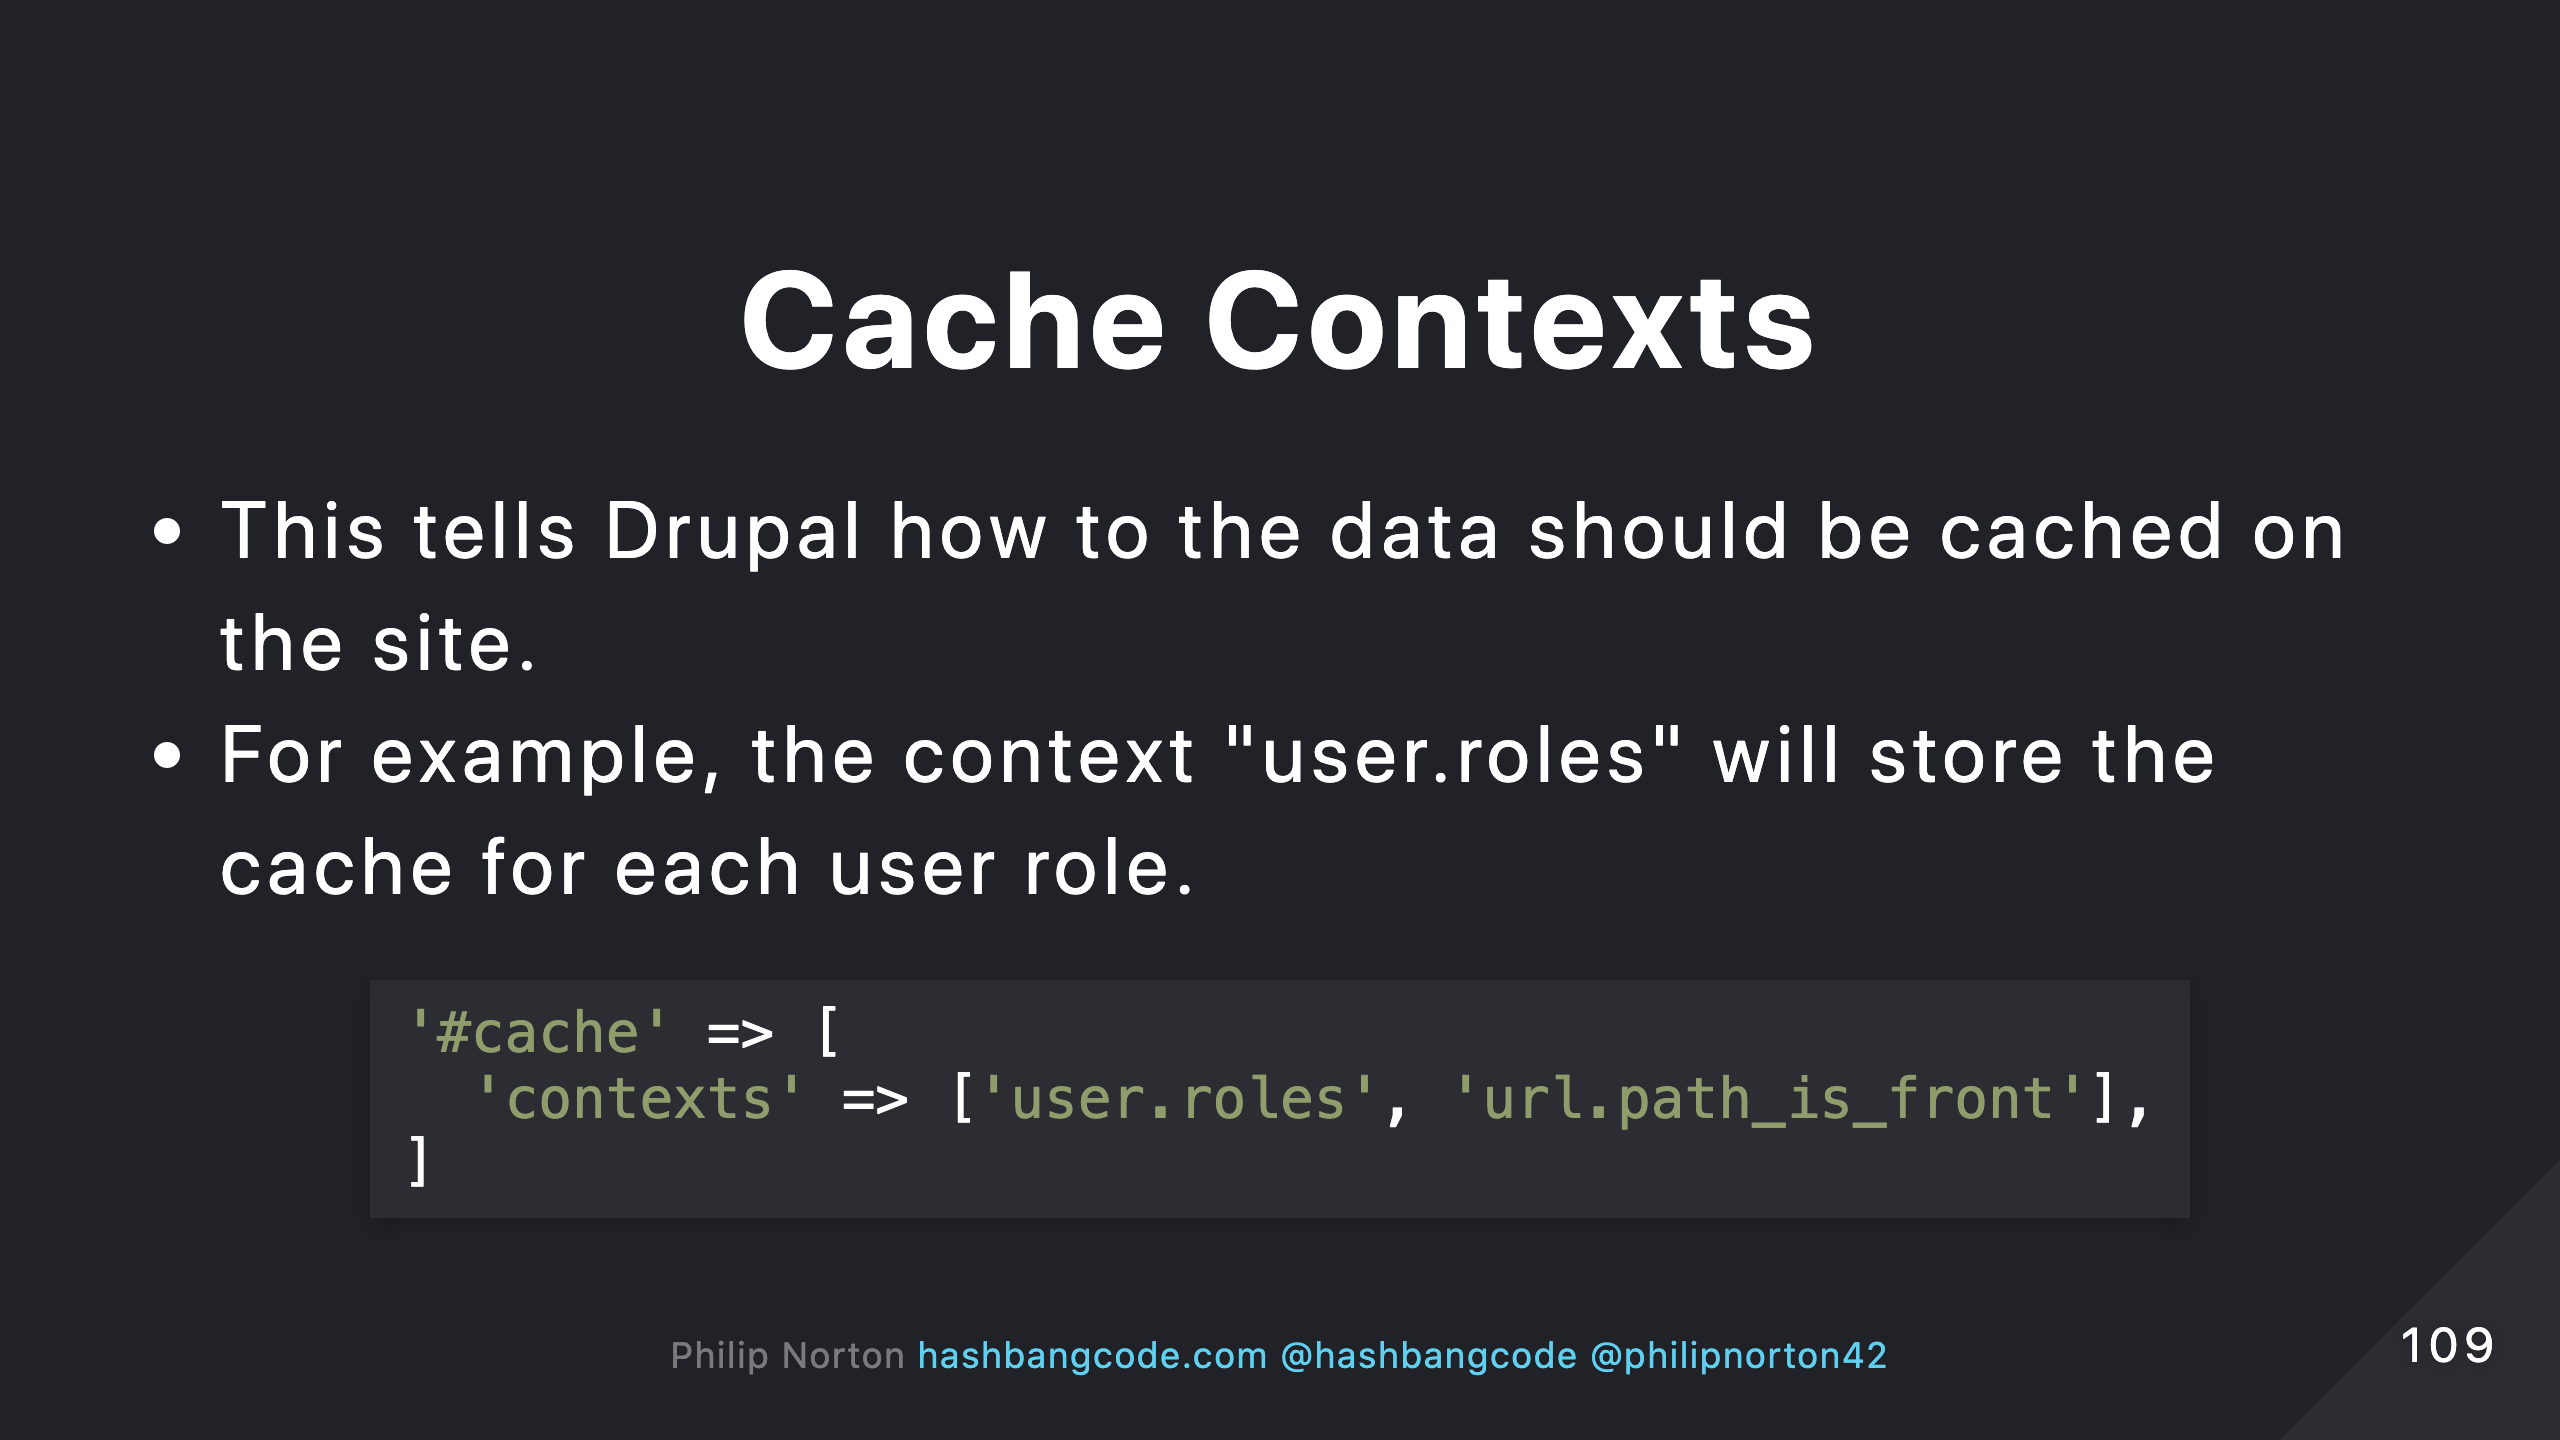 Cache Contexts
• This tells Drupal how to the data should be cached on
the site.
• For example, the context "user.roles" will store the
cache for each user role.
'#cache' => [
  'contexts' => ['user.roles', 'url.path_is_front'],
]
Philip Norton hashbangcode.com @hashbangcode @philipnorton42
109